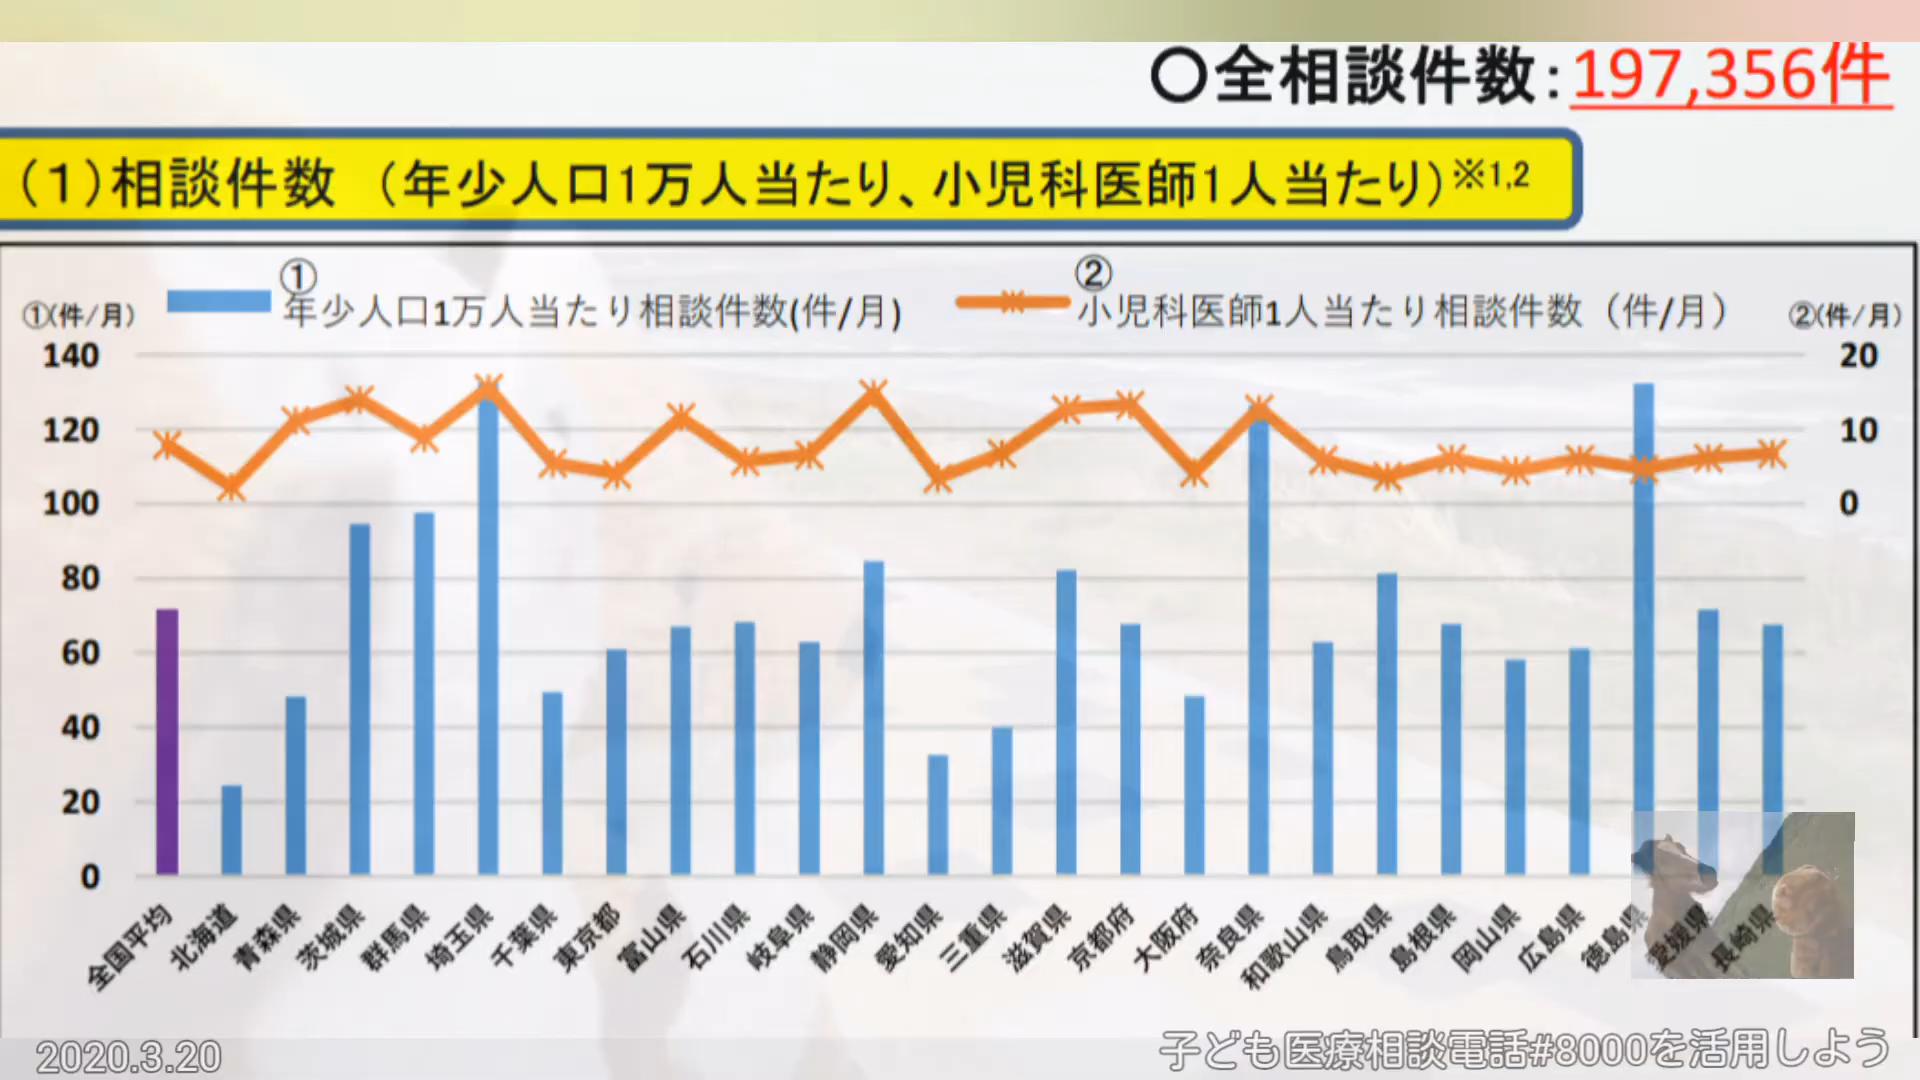 〇全相談件数:197,356件
(1)相談件数 (年少人口1万人当たり、小児科医師1人当たり)※1,2
①
②
①(件/月) 年少人口1万人当たり相談件数(件/月) 小児科医師1人当たり相談件数(件/月) ②(件/月)
140 20
120 10
100 0
80
60
40
20
0
全国平均 北海道 青森県 茨城県 群馬県 埼玉県 千葉県 東京都 富山県 石川県 岐阜県 静岡県 愛知県 三重県 滋賀県 京都府 大阪府 奈良県 和歌山県 鳥取県 島根県 岡山県 広島県 徳島県 愛媛県 長崎県
2020.3.20 子ども医療相談電話#8000を活用しよう